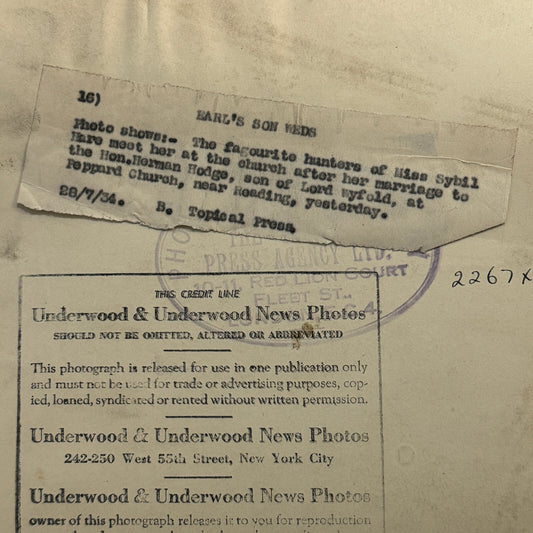 16)
EARL'S SON WEDS
Photo shows:- The fagourite hunters of Miss Sybil
Hare meet her at the church after her marriage to
the Hon.Herman Hodge, son of Lord Wyfold, at
Peppard Church, near Reading, yesterday.
28/7/34. B. Topical Press.
PRESS AGENCY LTD.
10-11, RED LION COURT
FLEET ST.,
LONDON
2267X
THIS CREDIT LINE
Underwood & Underwood News Photos
SHOULD NOT BE OMITTED, ALTERED OR ABBREVIATED
This photograph is released for use in one publication only
and must not be used for trade or advertising purposes, cop-
ied, loaned, syndicated or rented without written permission.
Underwood & Underwood News Photos
242-250 West 55th Street, New York City
Underwood & Underwood News Photos
owner of this photograph releases it to you for reproduction